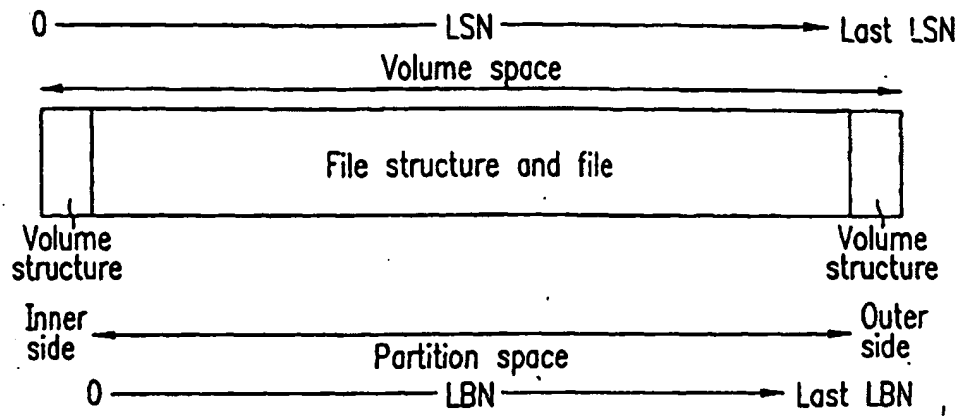 0 LSN Last LSN
Volume space
File structure and file
Volume structure
Volume structure
Inner side
Outer side
Partition space
0 LBN Last LBN